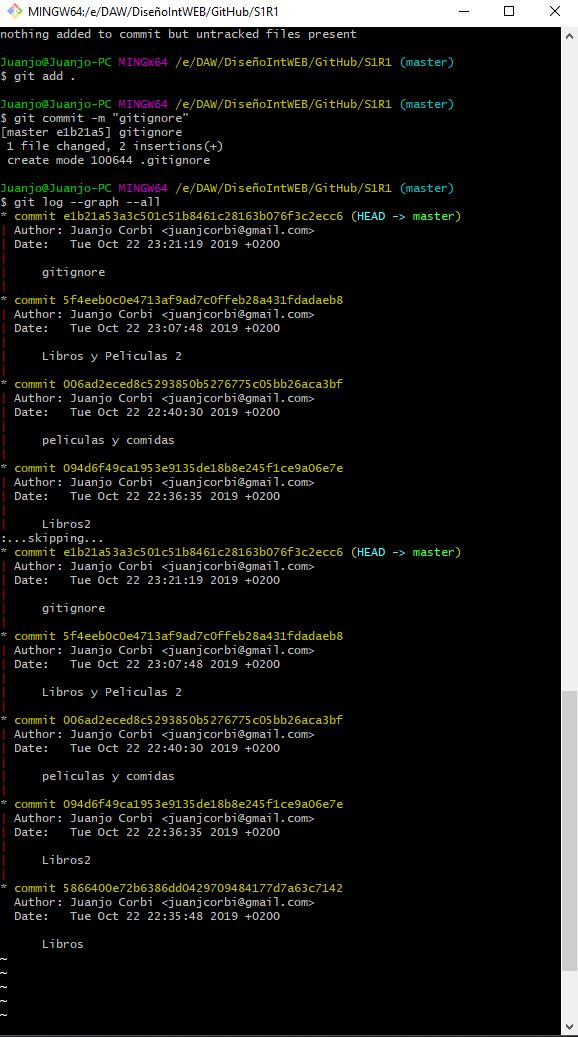 MINGW64:/e/DAW/DiseñoIntWEB/GitHub/S1R1
nothing added to commit but untracked files present

Juanjo@Juanjo-PC MINGW64 /e/DAW/DiseñoIntWEB/GitHub/S1R1 (master)
$ git add .

Juanjo@Juanjo-PC MINGW64 /e/DAW/DiseñoIntWEB/GitHub/S1R1 (master)
$ git commit -m "gitignore"
[master e1b21a5] gitignore
 1 file changed, 2 insertions(+)
 create mode 100644 .gitignore

Juanjo@Juanjo-PC MINGW64 /e/DAW/DiseñoIntWEB/GitHub/S1R1 (master)
$ git log --graph --all
* commit e1b21a53a3c501c51b8461c28163b076f3c2ecc6 (HEAD -> master)
| Author: Juanjo Corbi <juanjcorbi@gmail.com>
| Date:   Tue Oct 22 23:21:19 2019 +0200
|
|     gitignore
|
* commit 5f4eeb0c0e4713af9ad7c0ffeb28a431fdadaeb8
| Author: Juanjo Corbi <juanjcorbi@gmail.com>
| Date:   Tue Oct 22 23:07:48 2019 +0200
|
|     Libros y Peliculas 2
|
* commit 006ad2eced8c5293850b5276775c05bb26aca3bf
| Author: Juanjo Corbi <juanjcorbi@gmail.com>
| Date:   Tue Oct 22 22:40:30 2019 +0200
|
|     peliculas y comidas
|
* commit 094d6f49ca1953e9135de18b8e245f1ce9a06e7e
| Author: Juanjo Corbi <juanjcorbi@gmail.com>
| Date:   Tue Oct 22 22:36:35 2019 +0200
|
|     Libros2
:...skipping...
* commit e1b21a53a3c501c51b8461c28163b076f3c2ecc6 (HEAD -> master)
| Author: Juanjo Corbi <juanjcorbi@gmail.com>
| Date:   Tue Oct 22 23:21:19 2019 +0200
|
|     gitignore
|
* commit 5f4eeb0c0e4713af9ad7c0ffeb28a431fdadaeb8
| Author: Juanjo Corbi <juanjcorbi@gmail.com>
| Date:   Tue Oct 22 23:07:48 2019 +0200
|
|     Libros y Peliculas 2
|
* commit 006ad2eced8c5293850b5276775c05bb26aca3bf
| Author: Juanjo Corbi <juanjcorbi@gmail.com>
| Date:   Tue Oct 22 22:40:30 2019 +0200
|
|     peliculas y comidas
|
* commit 094d6f49ca1953e9135de18b8e245f1ce9a06e7e
| Author: Juanjo Corbi <juanjcorbi@gmail.com>
| Date:   Tue Oct 22 22:36:35 2019 +0200
|
|     Libros2
|
* commit 5866400e72b6386dd0429709484177d7a63c7142
  Author: Juanjo Corbi <juanjcorbi@gmail.com>
  Date:   Tue Oct 22 22:35:48 2019 +0200

      Libros
~
~
~
~
~